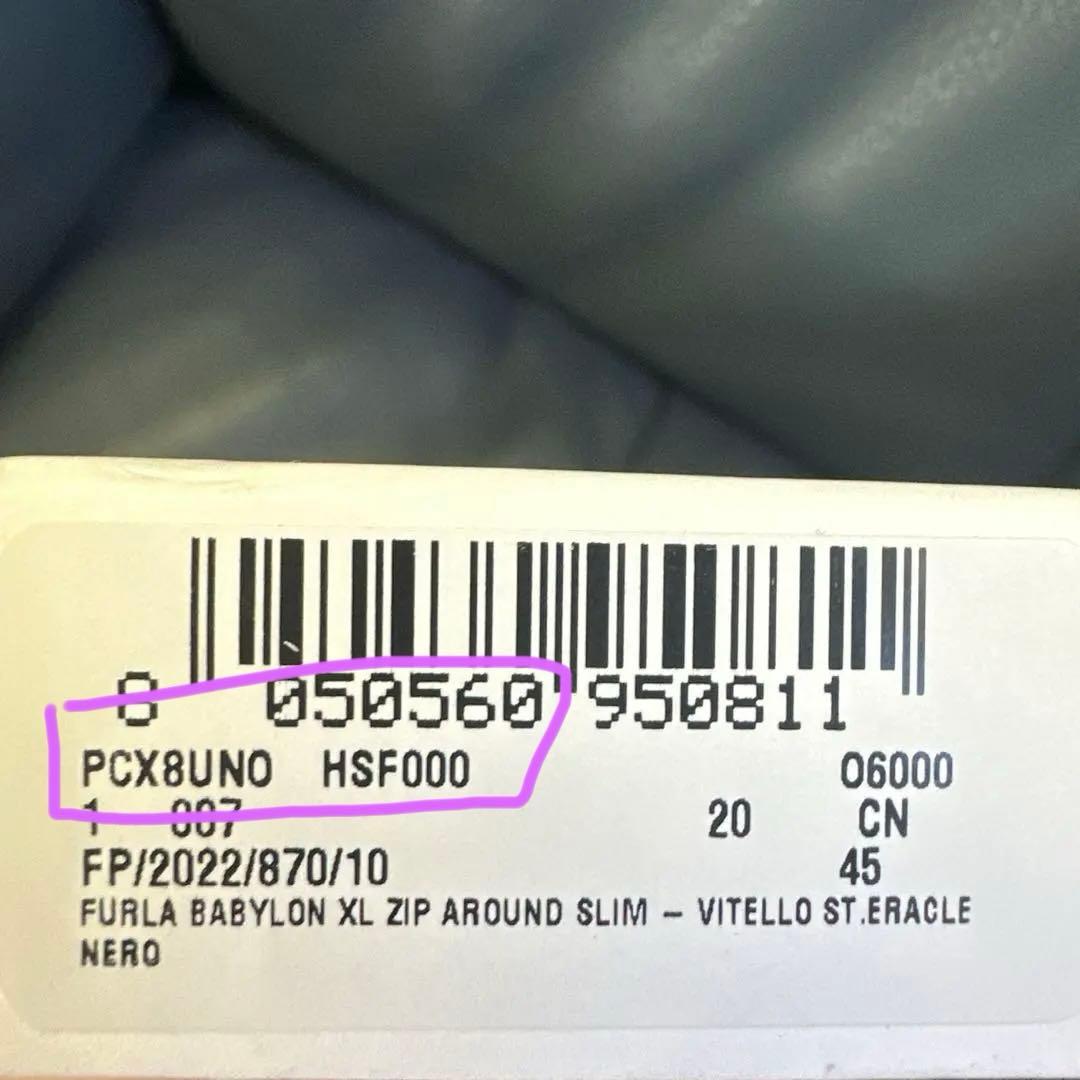 8 050560 950811
PCX8UNO HSF000 O6000
1 007 20 CN
FP/2022/870/10 45
FURLA BABYLON XL ZIP AROUND SLIM – VITELLO ST.ERACLE
NERO